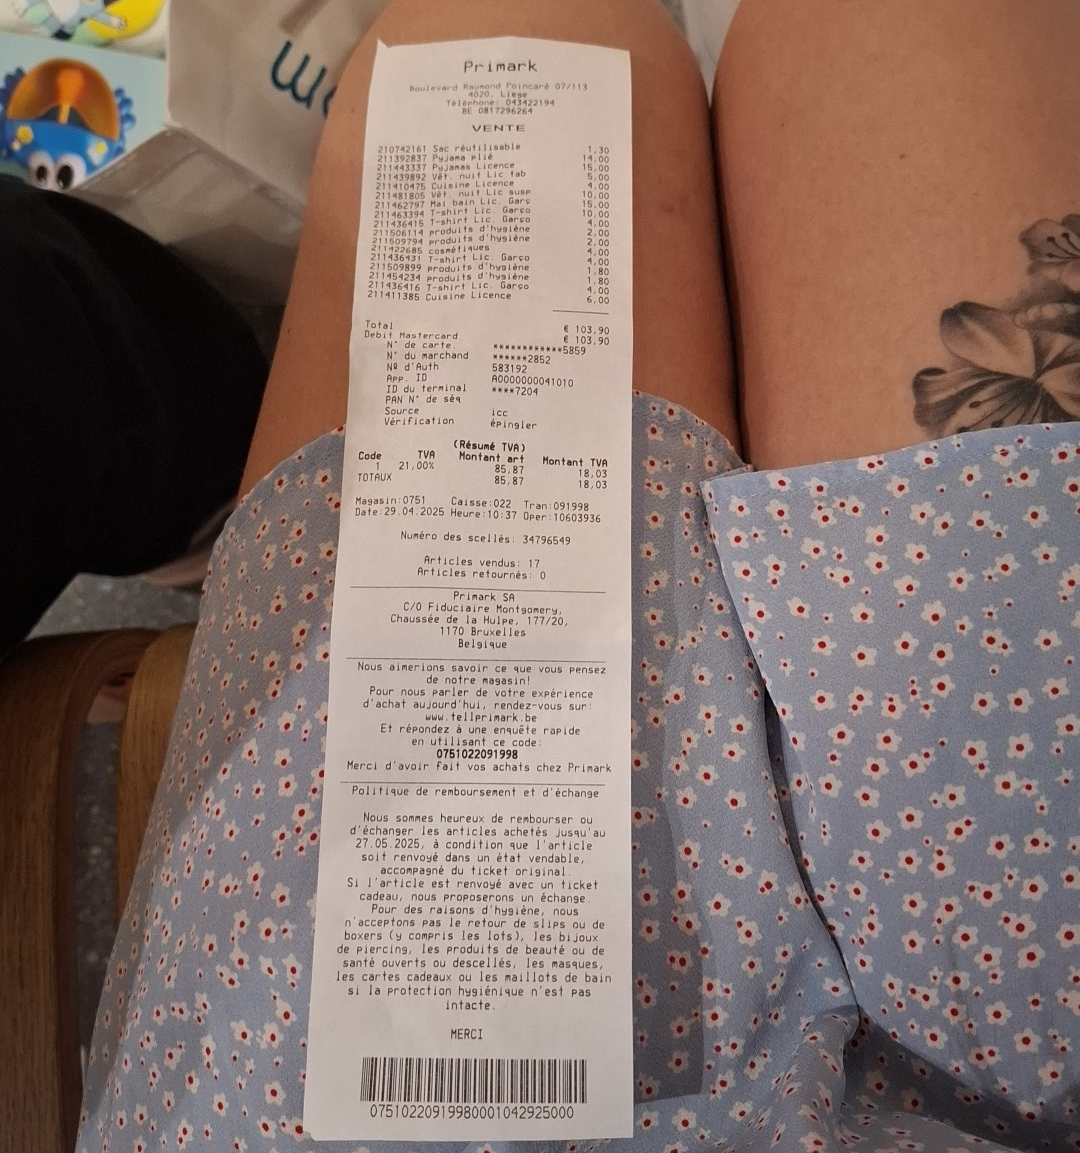 Primark
Boulevard Raymond Poincaré 07/113
4020, Liege
Téléphone: 043422194
BE 0817296264
VENTE
210742161 Sac réutilisable 1,30
211392837 Pyjama plié 14,00
211443337 Pyjamas Licence 15,00
211439892 Vêt. nuit Lic tab 5,00
211410475 Cuisine Licence 4,00
211481805 Vêt. nuit Lic susp 10,00
211462797 Mai bain Lic. Garç 15,00
211463394 T-shirt Lic. Garço 10,00
211436415 T-shirt Lic. Garço 4,00
211506114 produits d'hygiène 2,00
211509794 produits d'hygiène 2,00
211422685 cosmétiques 4,00
211436431 T-shirt Lic. Garço 4,00
211509899 produits d'hygiène 1,80
211454234 produits d'hygiène 1,80
211436416 T-shirt Lic. Garço 4,00
211411385 Cuisine Licence 6,00
Total € 103,90
Debit Mastercard € 103,90
N° de carte. ************5859
N° du marchand ******2852
Nº d'Auth 583192
App. ID A0000000041010
ID du terminal ****7204
PAN N° de séq
Source icc
Vérification épingler
(Résumé TVA)
Code TVA Montant art Montant TVA
1 21,00% 85,87 18,03
TOTAUX 85,87 18,03
Magasin:0751 Caisse:022 Tran:091998
Date:29.04.2025 Heure:10:37 Oper:10603936
Numéro des scellés: 34796549
Articles vendus: 17
Articles retournés: 0
Primark SA
C/O Fiduciaire Montgomery,
Chaussée de la Hulpe, 177/20,
1170 Bruxelles
Belgique
Nous aimerions savoir ce que vous pensez
de notre magasin!
Pour nous parler de votre expérience
d'achat aujourd'hui, rendez-vous sur:
www.tellprimark.be
Et répondez à une enquête rapide
en utilisant ce code:
0751022091998
Merci d'avoir fait vos achats chez Primark
Politique de remboursement et d'échange
Nous sommes heureux de rembourser ou
d'échanger les articles achetés jusqu'au
27.05.2025, à condition que l'article
soit renvoyé dans un état vendable,
accompagné du ticket original.
Si l'article est renvoyé avec un ticket
cadeau, nous proposerons un échange.
Pour des raisons d'hygiène, nous
n'acceptons pas le retour de slips ou de
boxers (y compris les lots), les bijoux
de piercing, les produits de beauté ou de
santé ouverts ou descellés, les masques,
les cartes cadeaux ou les maillots de bain
si la protection hygiénique n'est pas
intacte.
MERCI
07510220919980001042925000